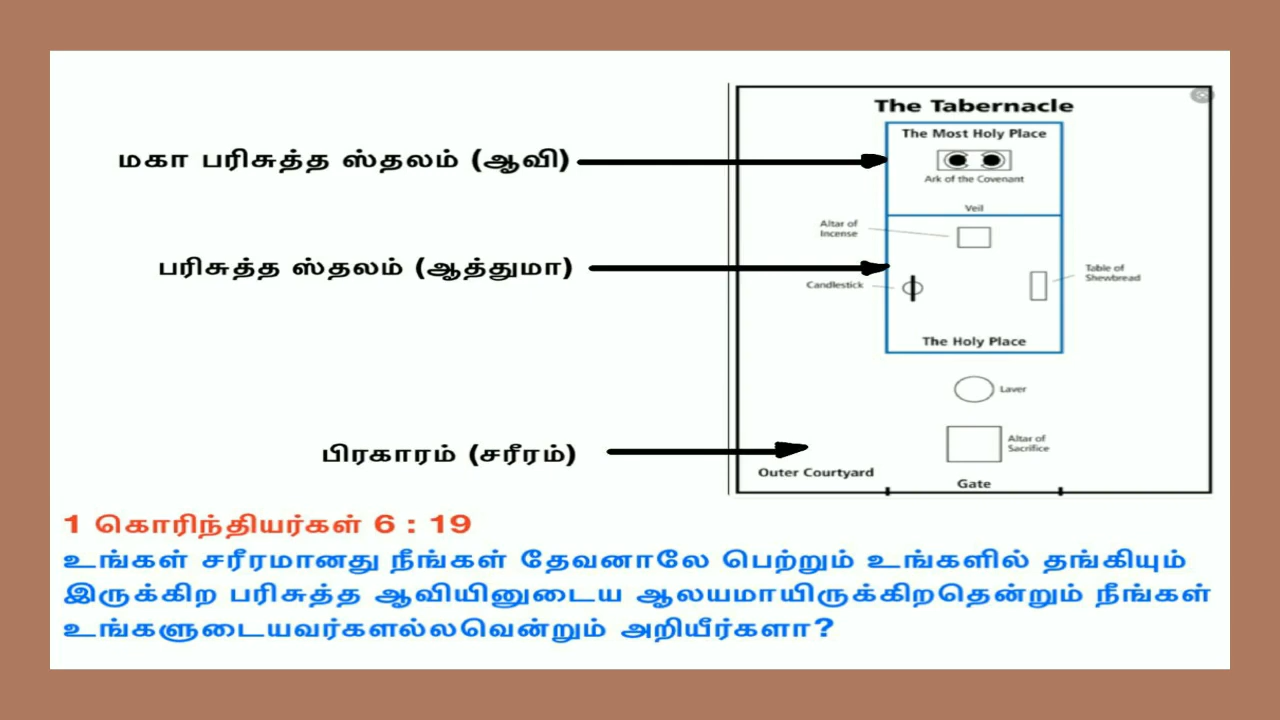 The Tabernacle
The Most Holy Place
மகா பரிசுத்த ஸ்தலம் (ஆவி)
Ark of the Covenant
Veil
Altar of
Incense
பரிசுத்த ஸ்தலம் (ஆத்துமா)
Table of
Shewbread
Candlestick
The Holy Place
Laver
Altar of
Sacrifice
பிரகாரம் (சரீரம்)
Outer Courtyard
Gate
1 கொரிந்தியர்கள் 6 : 19
உங்கள் சரீரமானது நீங்கள் தேவனாலே பெற்றும் உங்களில் தங்கியும்
இருக்கிற பரிசுத்த ஆவியினுடைய ஆலயமாயிருக்கிறதென்றும் நீங்கள்
உங்களுடையவர்களல்லவென்றும் அறியீர்களா?